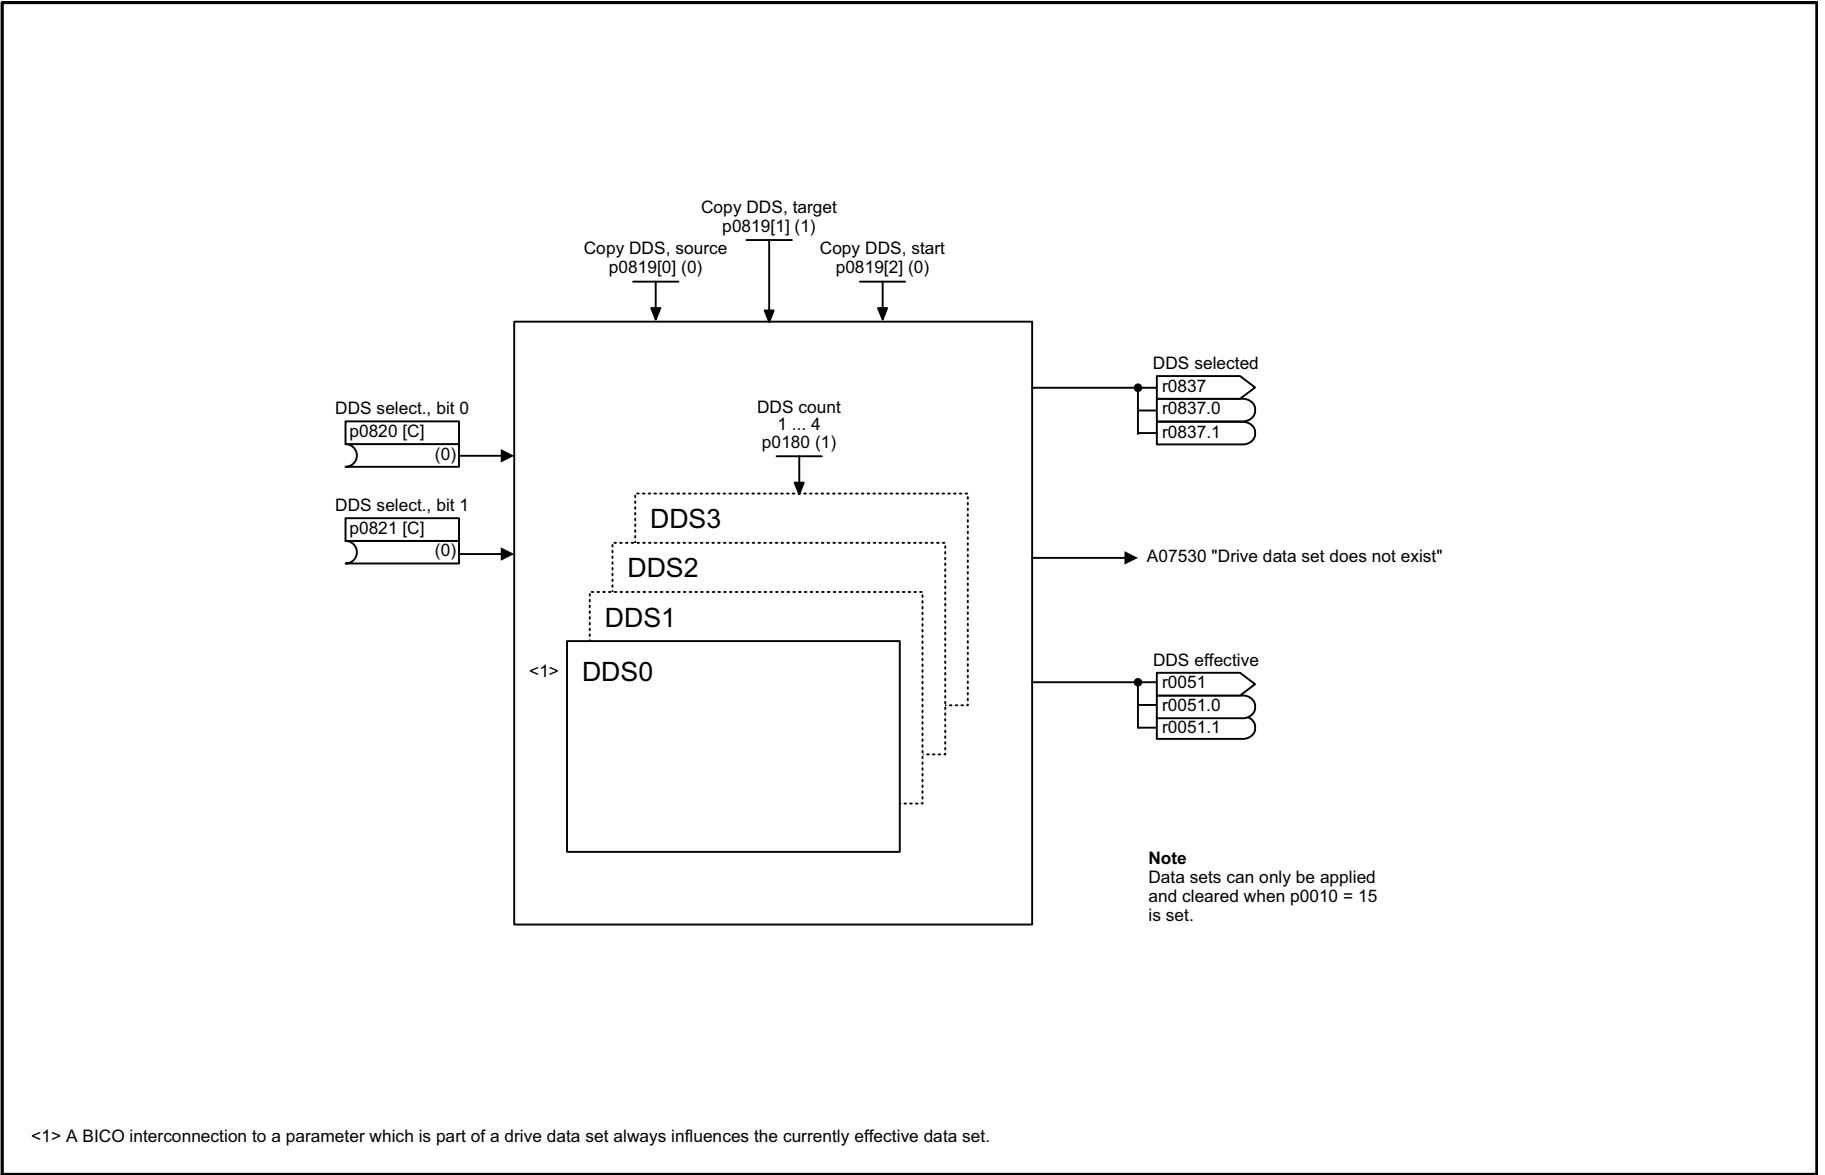 Copy DDS, target
p0819[1] (1)
Copy DDS, source
p0819[0] (0)
Copy DDS, start
p0819[2] (0)
DDS selected
r0837
r0837.0
r0837.1
DDS select., bit 0
p0820 [C]
(0)
DDS count
1 ... 4
p0180 (1)
DDS select., bit 1
p0821 [C]
(0)
DDS3
DDS2
DDS1
<1> DDS0
A07530 "Drive data set does not exist"
DDS effective
r0051
r0051.0
r0051.1
Note
Data sets can only be applied
and cleared when p0010 = 15
is set.
<1> A BICO interconnection to a parameter which is part of a drive data set always influences the currently effective data set.